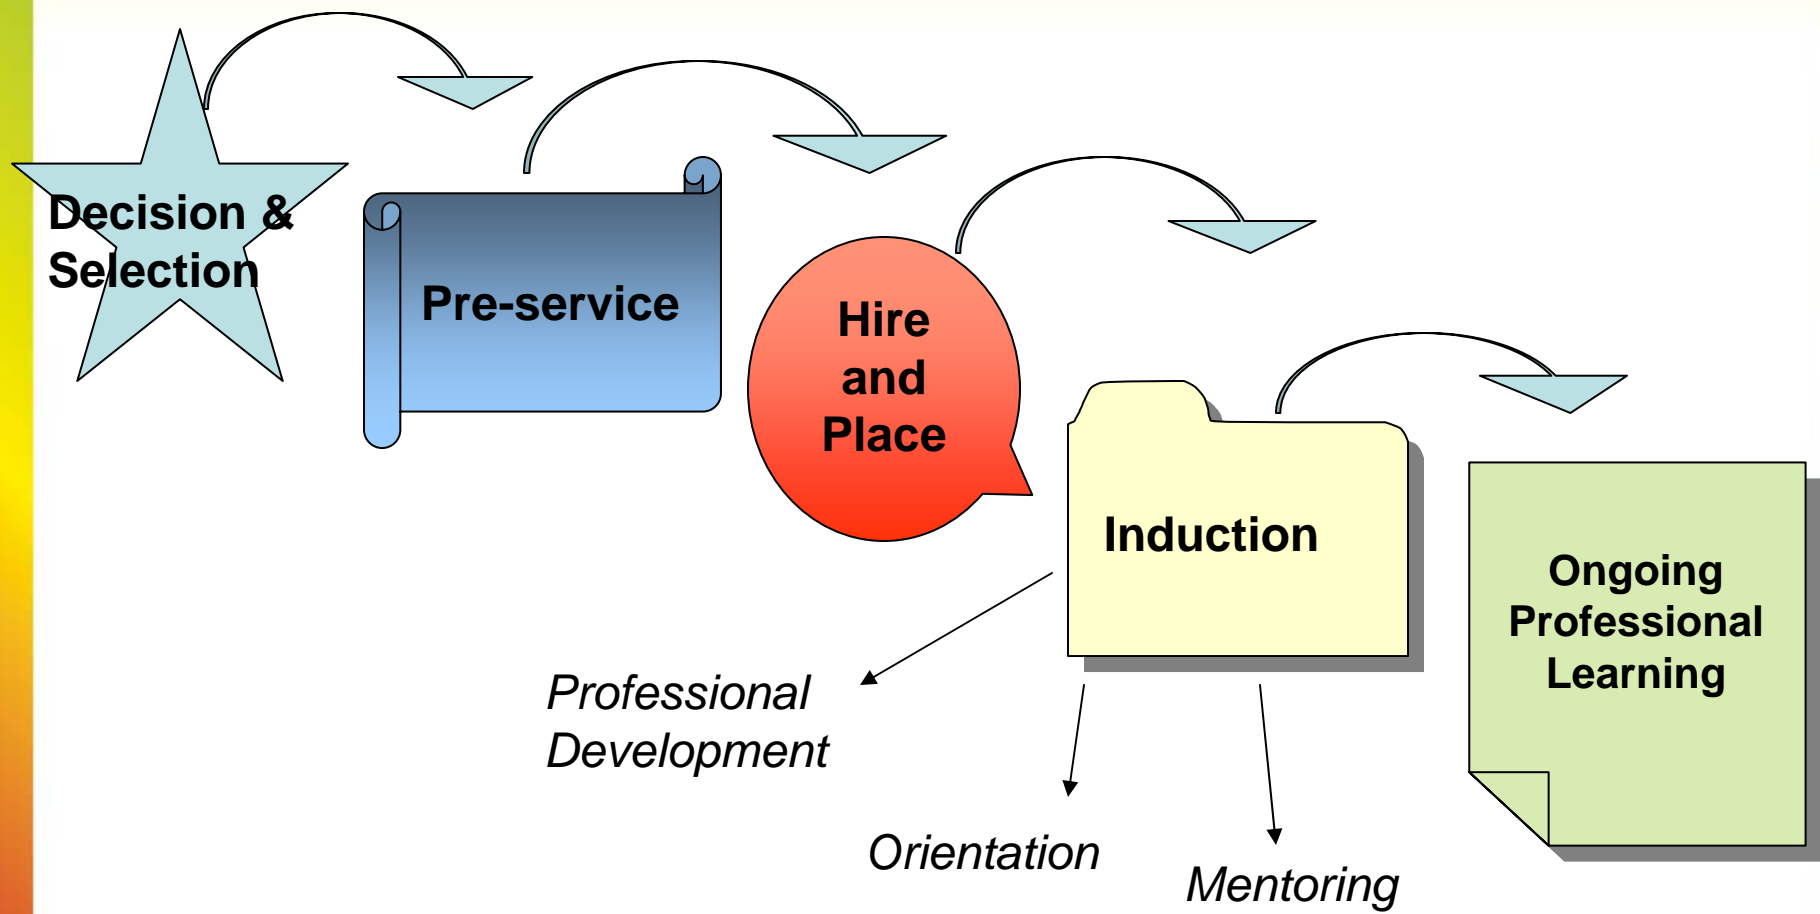 Decision &
Selection
Pre-service
Hire
and
Place
Induction
Ongoing
Professional
Learning
Professional
Development
Orientation
Mentoring